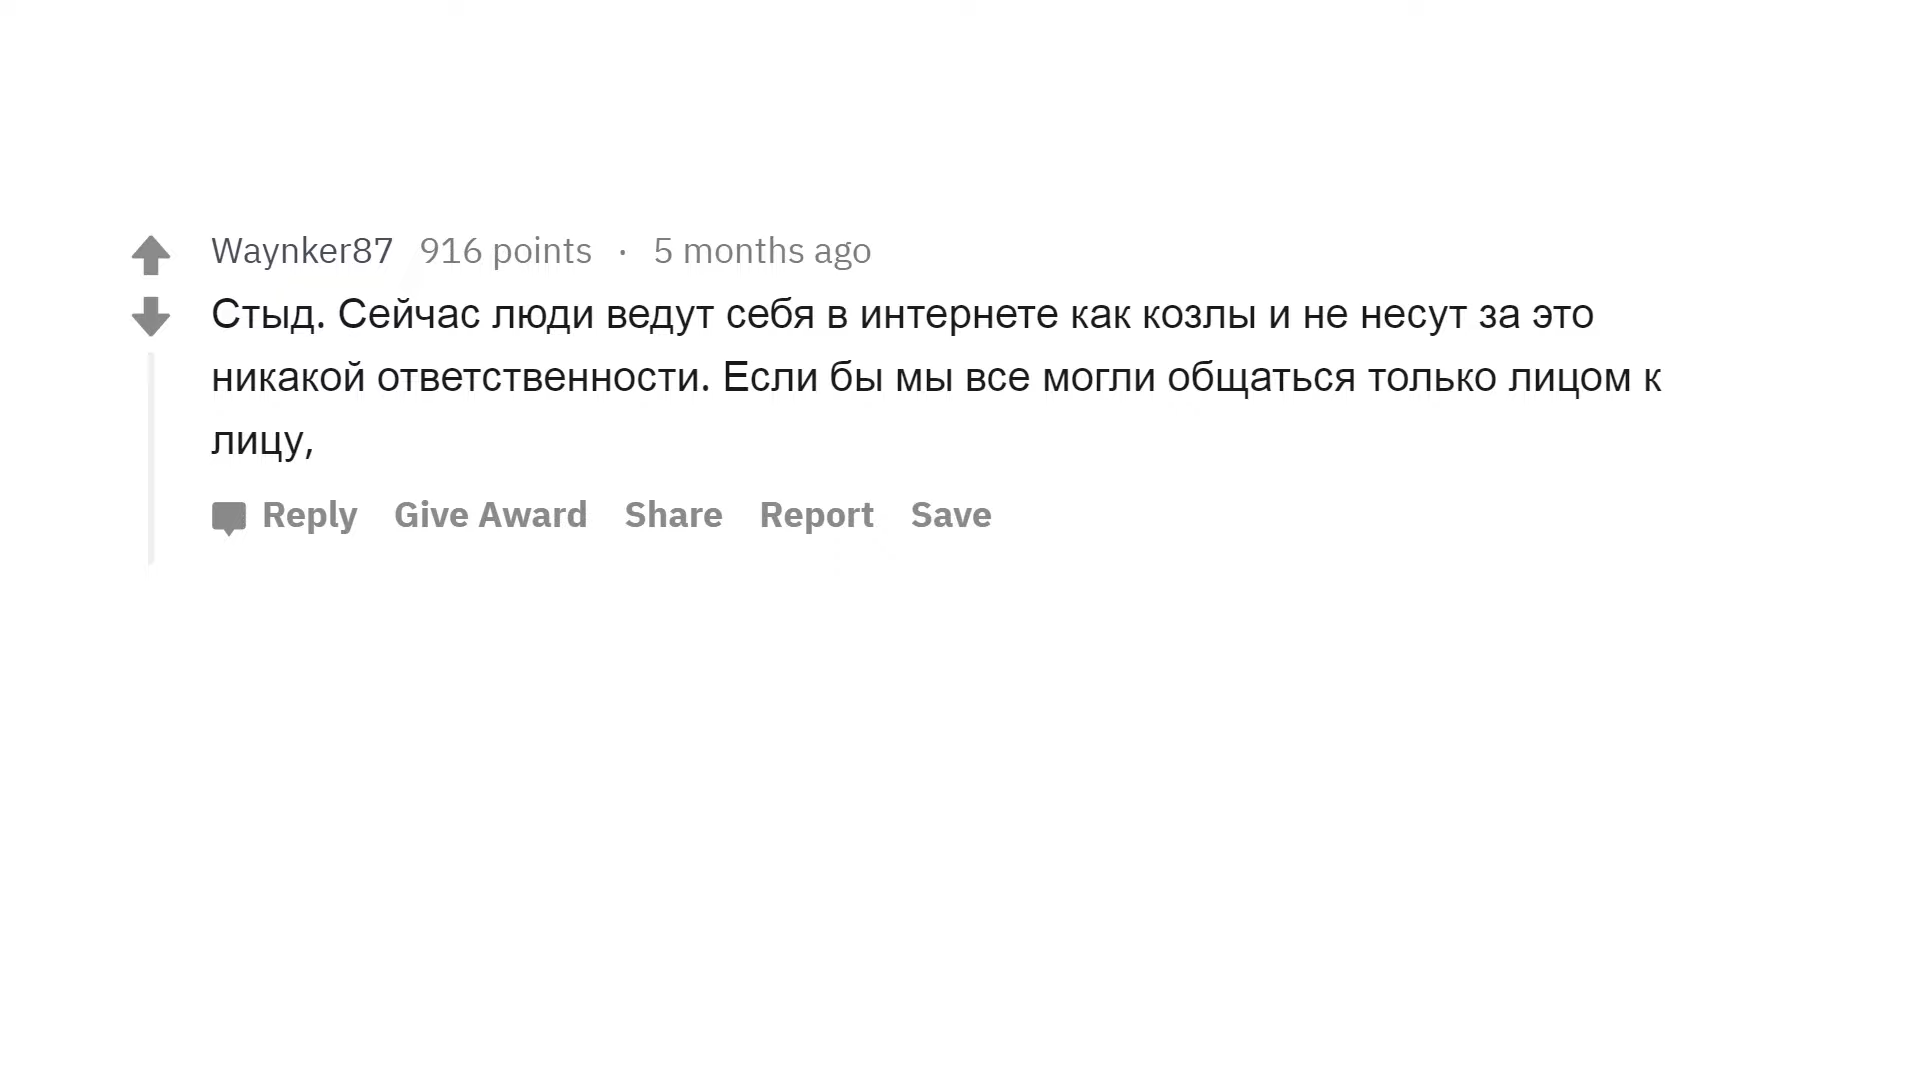 Waynker87 916 points · 5 months ago
Стыд. Сейчас люди ведут себя в интернете как козлы и не несут за это
никакой ответственности. Если бы мы все могли общаться только лицом к
лицу,
Reply Give Award Share Report Save